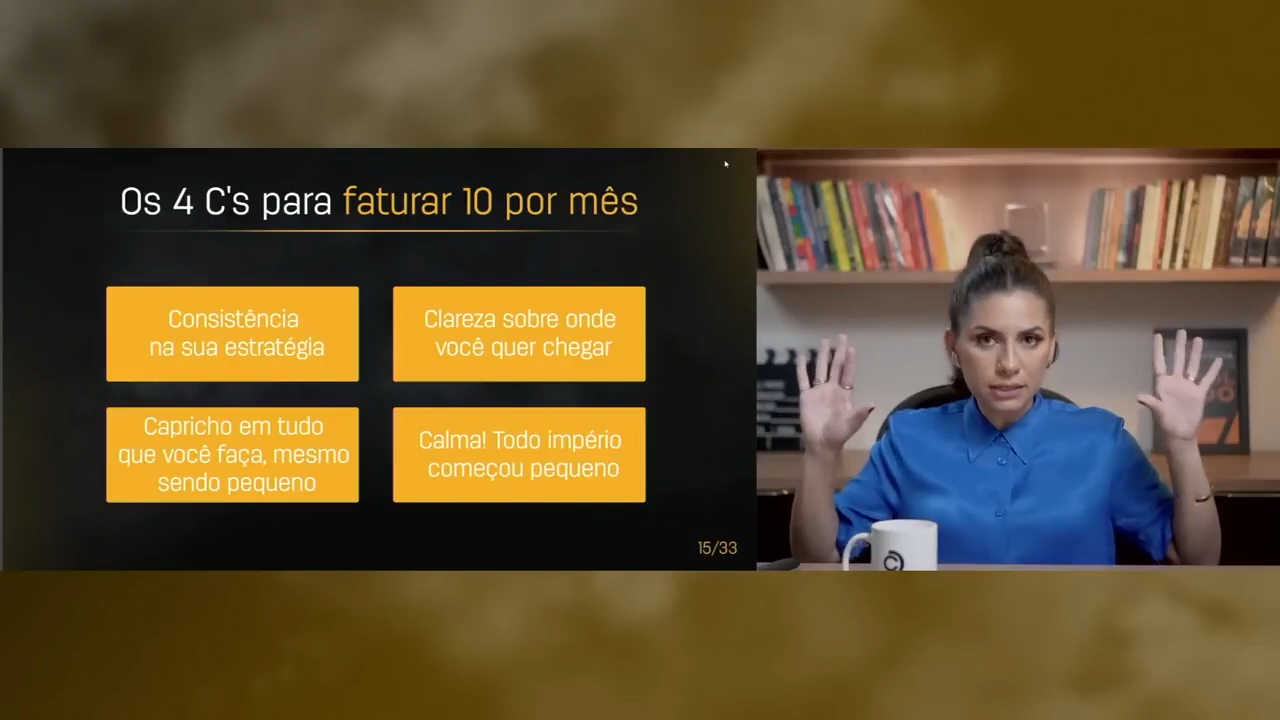 Os 4 C's para faturar 10 por mês
Consistência
na sua estratégia
Clareza sobre onde
você quer chegar
Capricho em tudo
que você faça, mesmo
sendo pequeno
Calma! Todo império
começou pequeno
15/33